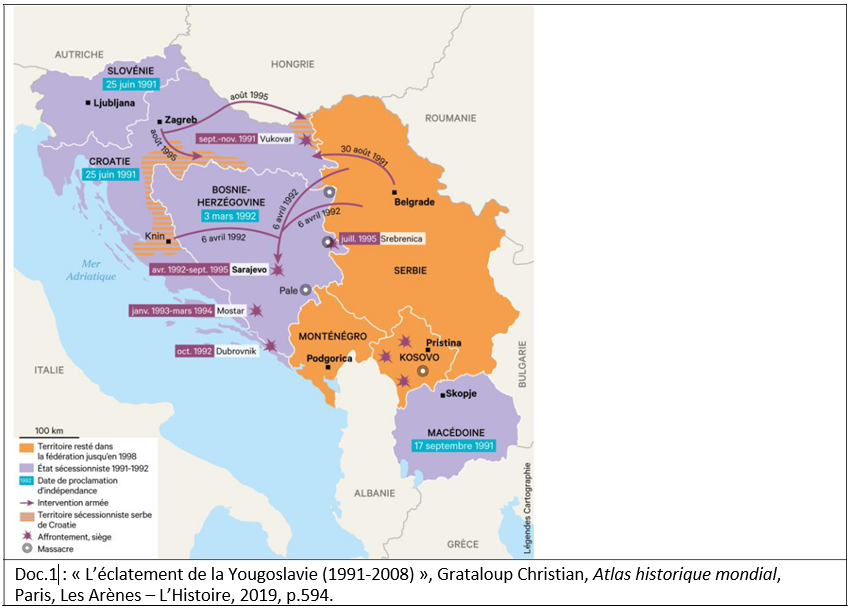 AUTRICHE
HONGRIE
SLOVÉNIE
25 juin 1991
Ljubljana
août 1995
Zagreb
ROUMANIE
sept.-nov. 1991 Vukovar
août 1995
30 août 1991
CROATIE
25 juin 1991
BOSNIE-
HERZÉGOVINE
3 mars 1992
6 avril 1992
6 avril 1992
Belgrade
Knin
6 avril 1992
juill. 1995 Srebrenica
Mer
Adriatique
avr. 1992-sept. 1995 Sarajevo
SERBIE
Pale
janv. 1993-mars 1994 Mostar
MONTÉNÉGRO
Pristina
oct. 1992 Dubrovnik
KOSOVO
Podgorica
BULGARIE
ITALIE
Skopje
MACÉDOINE
17 septembre 1991
100 km
Territoire resté dans
la fédération jusqu'en 1998
État sécessionniste 1991-1992
1992 Date de proclamation
d'indépendance
Intervention armée
Territoire sécessionniste serbe
de Croatie
Affrontement, siège
Massacre
ALBANIE
GRÈCE
Légendes Cartographie
Doc.1 : « L'éclatement de la Yougoslavie (1991-2008) », Grataloup Christian, Atlas historique mondial,
Paris, Les Arènes – L'Histoire, 2019, p.594.